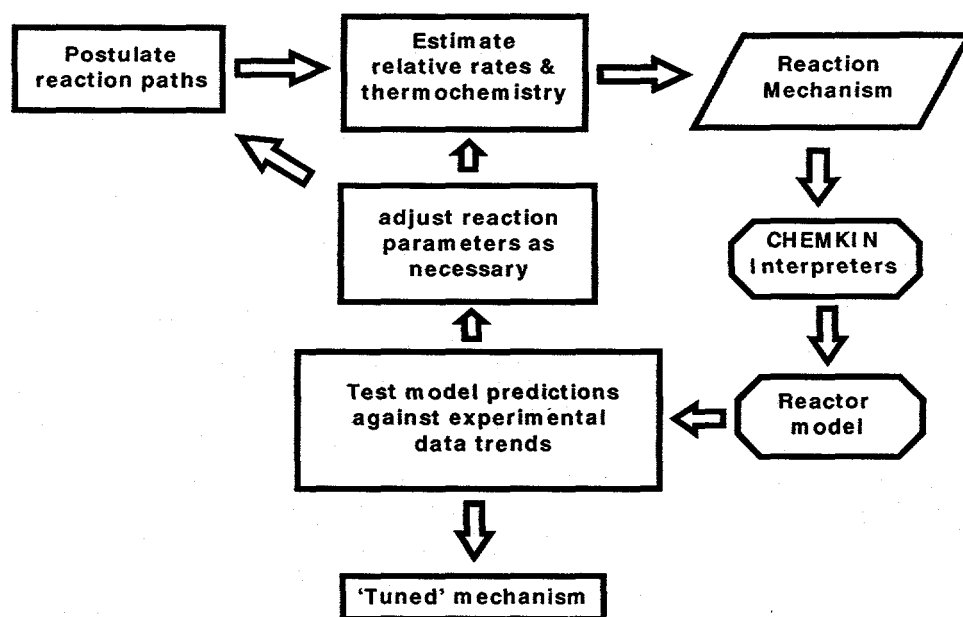 Postulate
reaction paths
Estimate
relative rates &
thermochemistry
Reaction
Mechanism
adjust reaction
parameters as
necessary
CHEMKIN
Interpreters
Test model predictions
against experimental
data trends
Reactor
model
'Tuned' mechanism